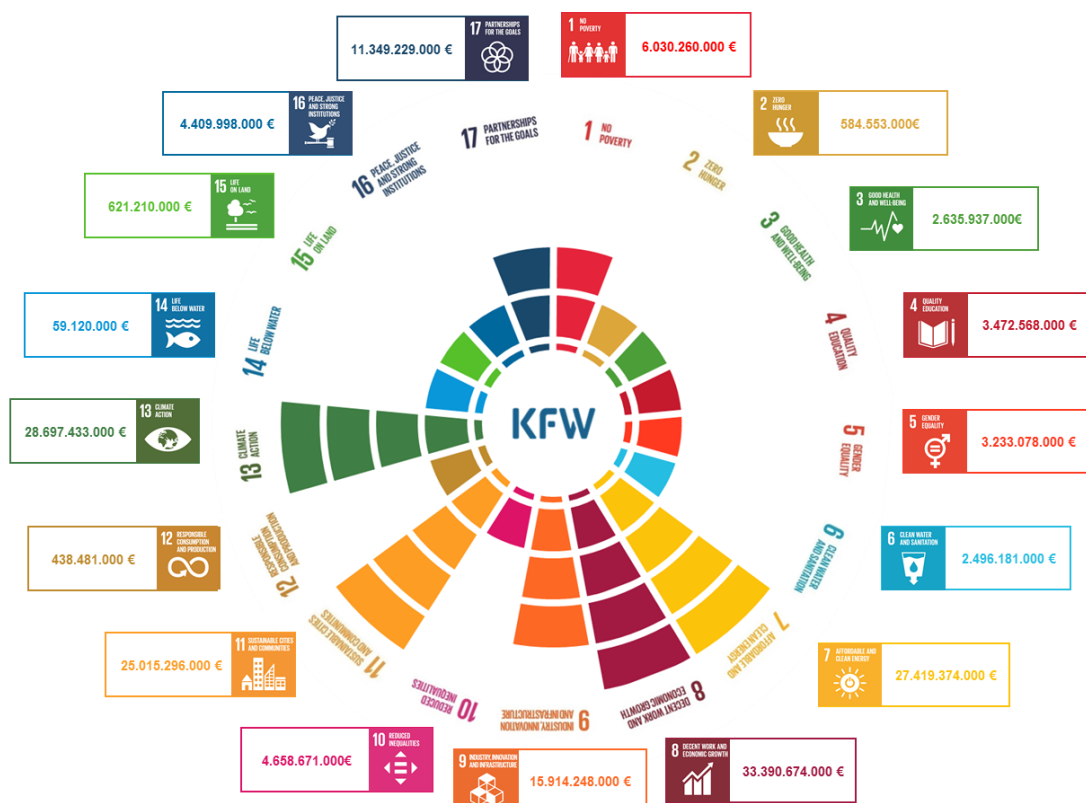 17 PARTNERSHIPS
FOR THE GOALS
11.349.229.000 €
1 NO
POVERTY
6.030.260.000 €
16 PEACE, JUSTICE
AND STRONG
INSTITUTIONS
4.409.998.000 €
2 ZERO
HUNGER
584.553.000€
15 LIFE
ON LAND
621.210.000 €
3 GOOD HEALTH
AND WELL-BEING
2.635.937.000€
14 LIFE
BELOW WATER
59.120.000 €
4 QUALITY
EDUCATION
3.472.568.000 €
13 CLIMATE
ACTION
28.697.433.000 €
5 GENDER
EQUALITY
3.233.078.000 €
12 RESPONSIBLE
CONSUMPTION
AND PRODUCTION
438.481.000 €
6 CLEAN WATER
AND SANITATION
2.496.181.000 €
11 SUSTAINABLE CITIES
AND COMMUNITIES
25.015.296.000 €
7 AFFORDABLE AND
CLEAN ENERGY
27.419.374.000 €
10 REDUCED
INEQUALITIES
4.658.671.000€
9 INDUSTRY, INNOVATION
AND INFRASTRUCTURE
15.914.248.000 €
8 DECENT WORK AND
ECONOMIC GROWTH
33.390.674.000 €
1 NO
POVERTY
2 ZERO
HUNGER
3 GOOD HEALTH
AND WELL-BEING
4 QUALITY
EDUCATION
5 GENDER
EQUALITY
6 CLEAN WATER
AND SANITATION
7 AFFORDABLE AND
CLEAN ENERGY
8 DECENT WORK AND
ECONOMIC GROWTH
9 INDUSTRY, INNOVATION
AND INFRASTRUCTURE
10 REDUCED
INEQUALITIES
11 SUSTAINABLE CITIES
AND COMMUNITIES
12 RESPONSIBLE
CONSUMPTION
AND PRODUCTION
13 CLIMATE
ACTION
14 LIFE
BELOW WATER
15 LIFE
ON LAND
16 PEACE, JUSTICE
AND STRONG
INSTITUTIONS
17 PARTNERSHIPS
FOR THE GOALS
KFW